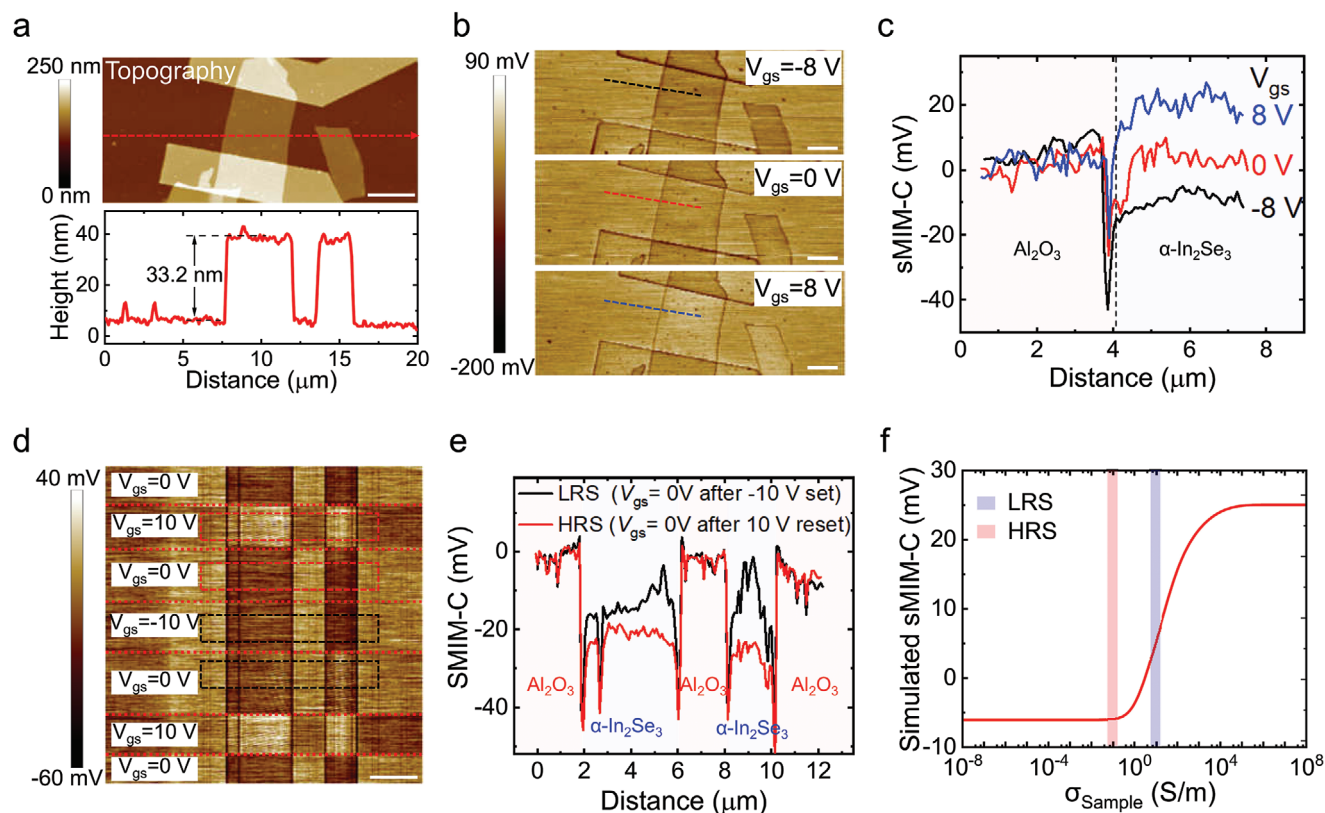 a
250 nm
0 nm
Topography
Height (nm)
40
20
0
33.2 nm
0 5 10 15 20
Distance (μm)
b
90 mV
-200 mV
Vgs=-8 V
Vgs=0 V
Vgs=8 V
c
sMIM-C (mV)
20
0
-20
-40
Vgs
8 V
0 V
-8 V
Al2O3
α-In2Se3
0 2 4 6 8
Distance (μm)
d
40 mV
-60 mV
Vgs=0 V
Vgs=10 V
Vgs=0 V
Vgs=-10 V
Vgs=0 V
Vgs=10 V
Vgs=0 V
e
SMIM-C (mV)
0
-20
-40
LRS (Vgs= 0V after -10 V set)
HRS (Vgs= 0V after 10 V reset)
Al2O3
Al2O3
Al2O3
α-In2Se3
α-In2Se3
0 2 4 6 8 10 12
Distance (μm)
f
Simulated sMIM-C (mV)
30
20
10
0
-10
LRS
HRS
10-8 10-4 100 104 108
σSample (S/m)